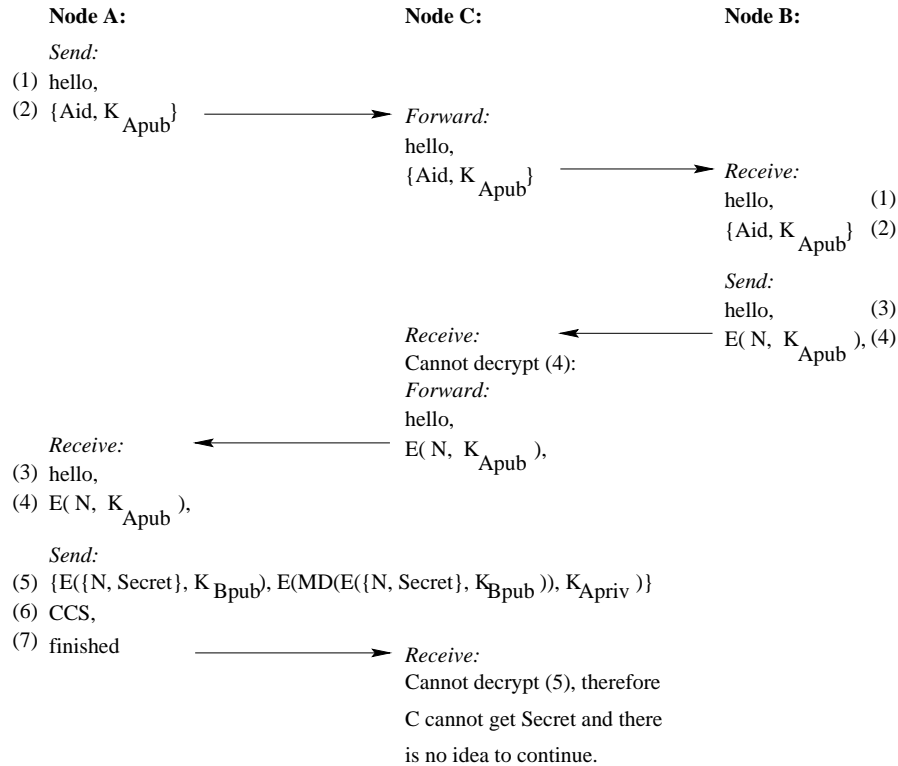 Node A: Node C: Node B:
Send:
(1) hello,
(2) {Aid, K Apub}
Forward:
hello,
{Aid, K Apub}
Receive:
hello, (1)
{Aid, K Apub} (2)
Send:
hello, (3)
E( N, K Apub ), (4)
Receive:
Cannot decrypt (4):
Forward:
hello,
E( N, K Apub ),
Receive:
(3) hello,
(4) E( N, K Apub ),
Send:
(5) {E({N, Secret}, K Bpub), E(MD(E({N, Secret}, K Bpub )), K Apriv )}
(6) CCS,
(7) finished
Receive:
Cannot decrypt (5), therefore
C cannot get Secret and there
is no idea to continue.